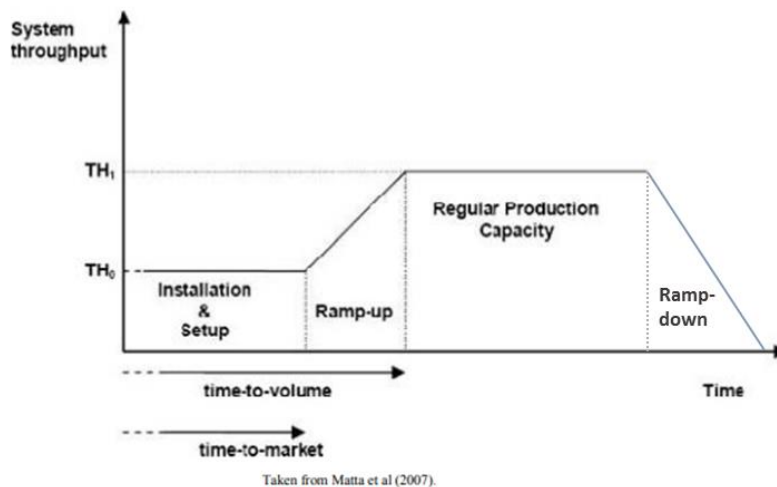 System
throughput
TH₁
Regular Production
Capacity
TH₀
Installation
&
Setup
Ramp-up
Ramp-
down
time-to-volume
Time
time-to-market
Taken from Matta et al (2007).